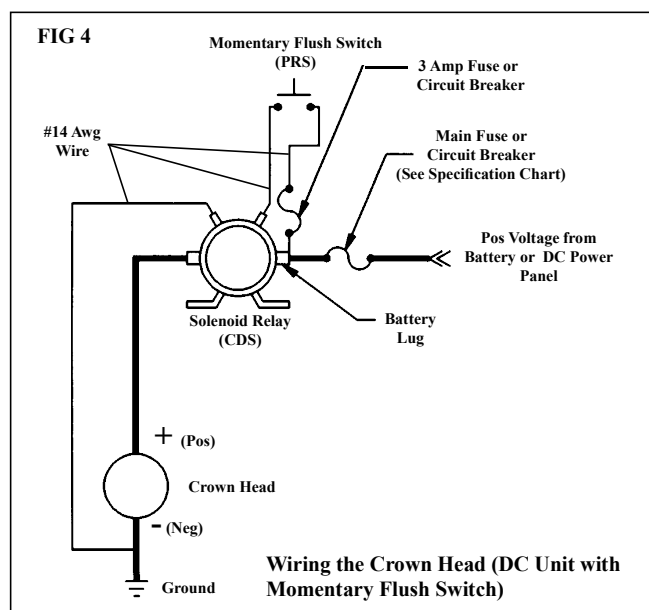 FIG 4
Momentary Flush Switch
(PRS)
3 Amp Fuse or
Circuit Breaker
#14 Awg
Wire
Main Fuse or
Circuit Breaker
(See Specification Chart)
Pos Voltage from
Battery or DC Power
Panel
Solenoid Relay
(CDS)
Battery
Lug
+ (Pos)
Crown Head
- (Neg)
Ground
Wiring the Crown Head (DC Unit with
Momentary Flush Switch)